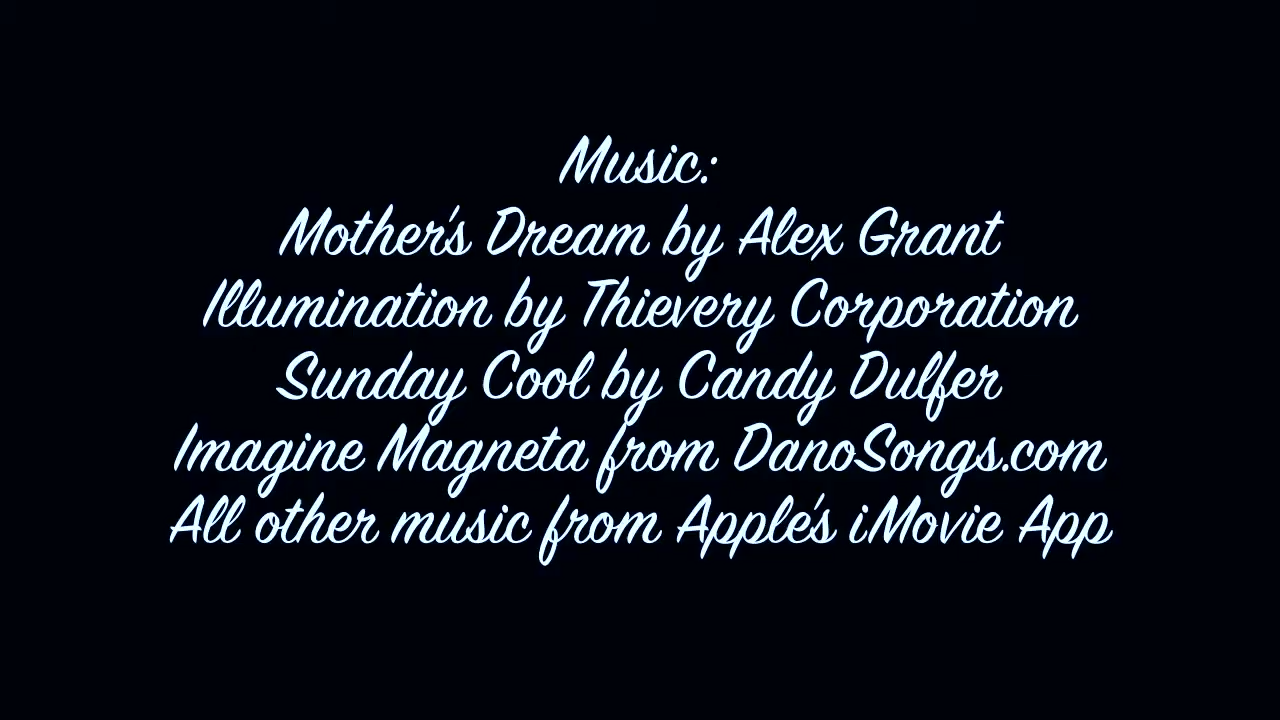 Music:
Mother's Dream by Alex Grant
Illumination by Thievery Corporation
Sunday Cool by Candy Dulfer
Imagine Magneta from DanoSongs.com
All other music from Apple's iMovie App